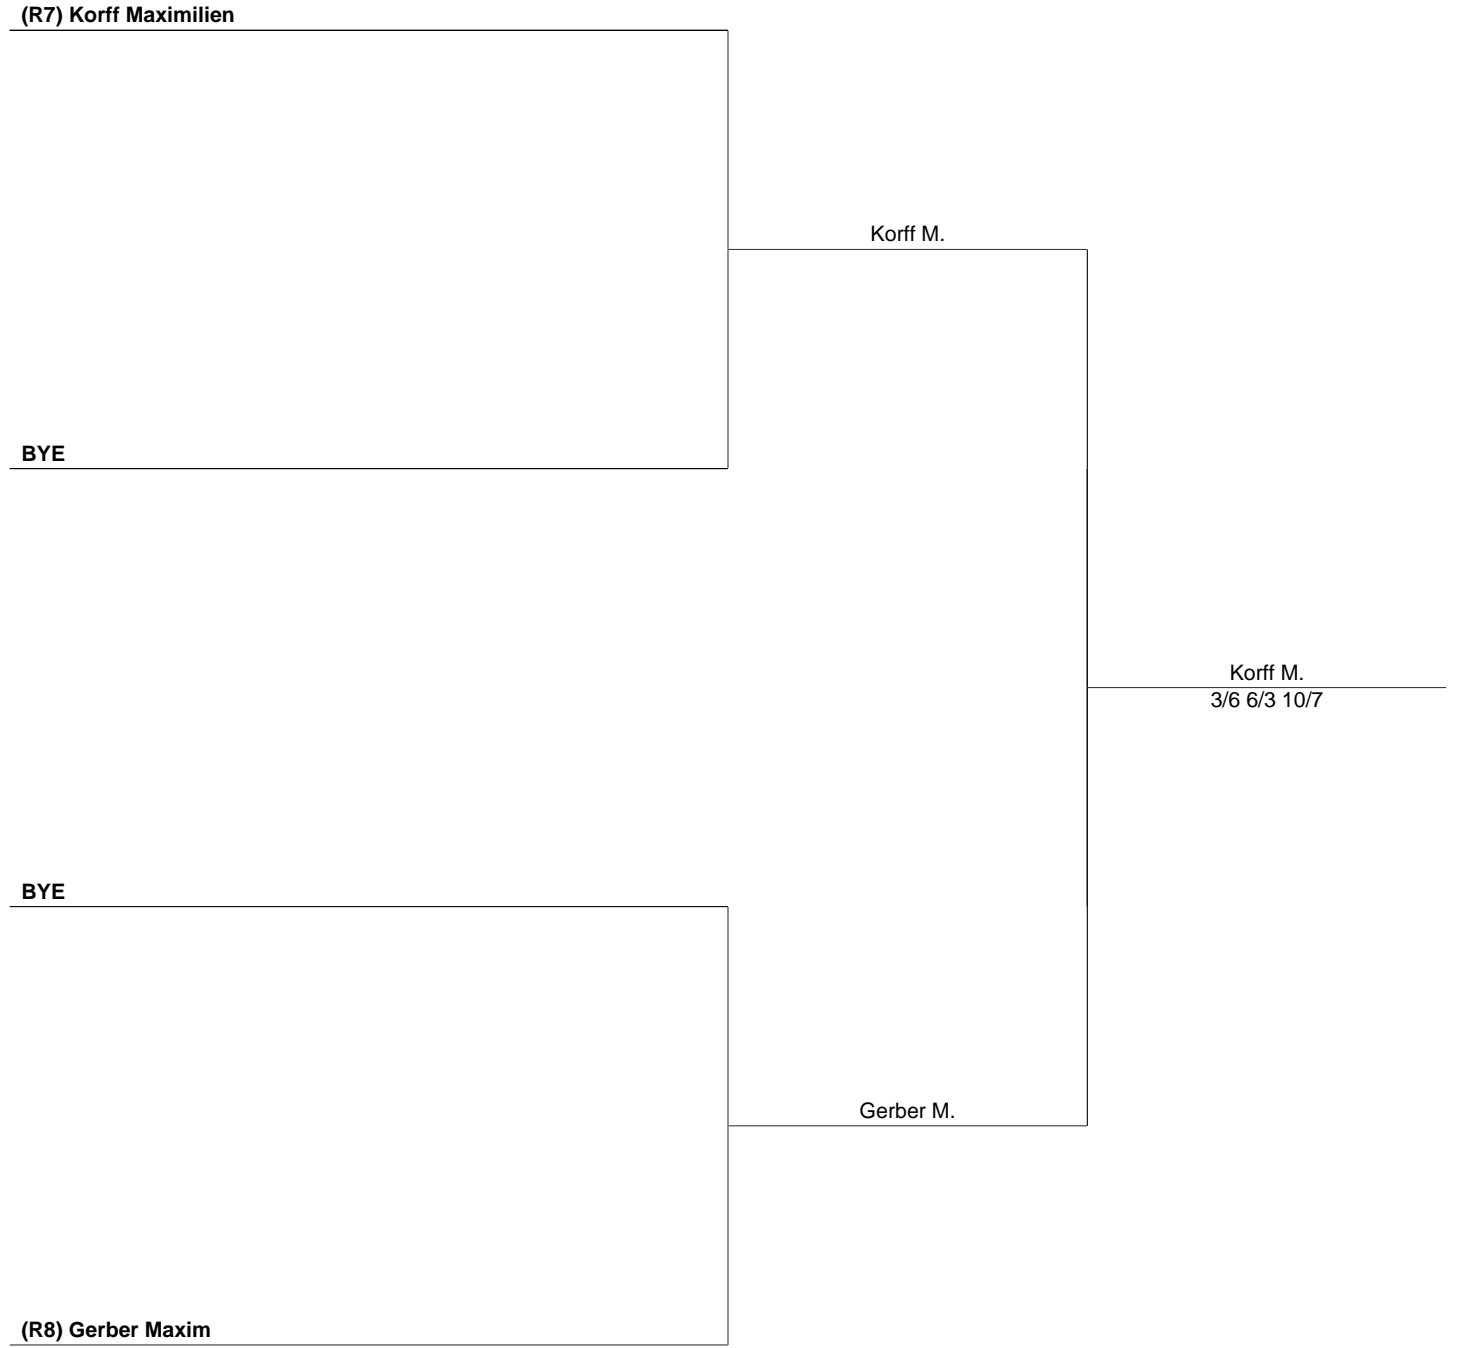 (R7) Korff Maximilien
Korff M.
BYE
Korff M.
3/6 6/3 10/7
BYE
Gerber M.
(R8) Gerber Maxim